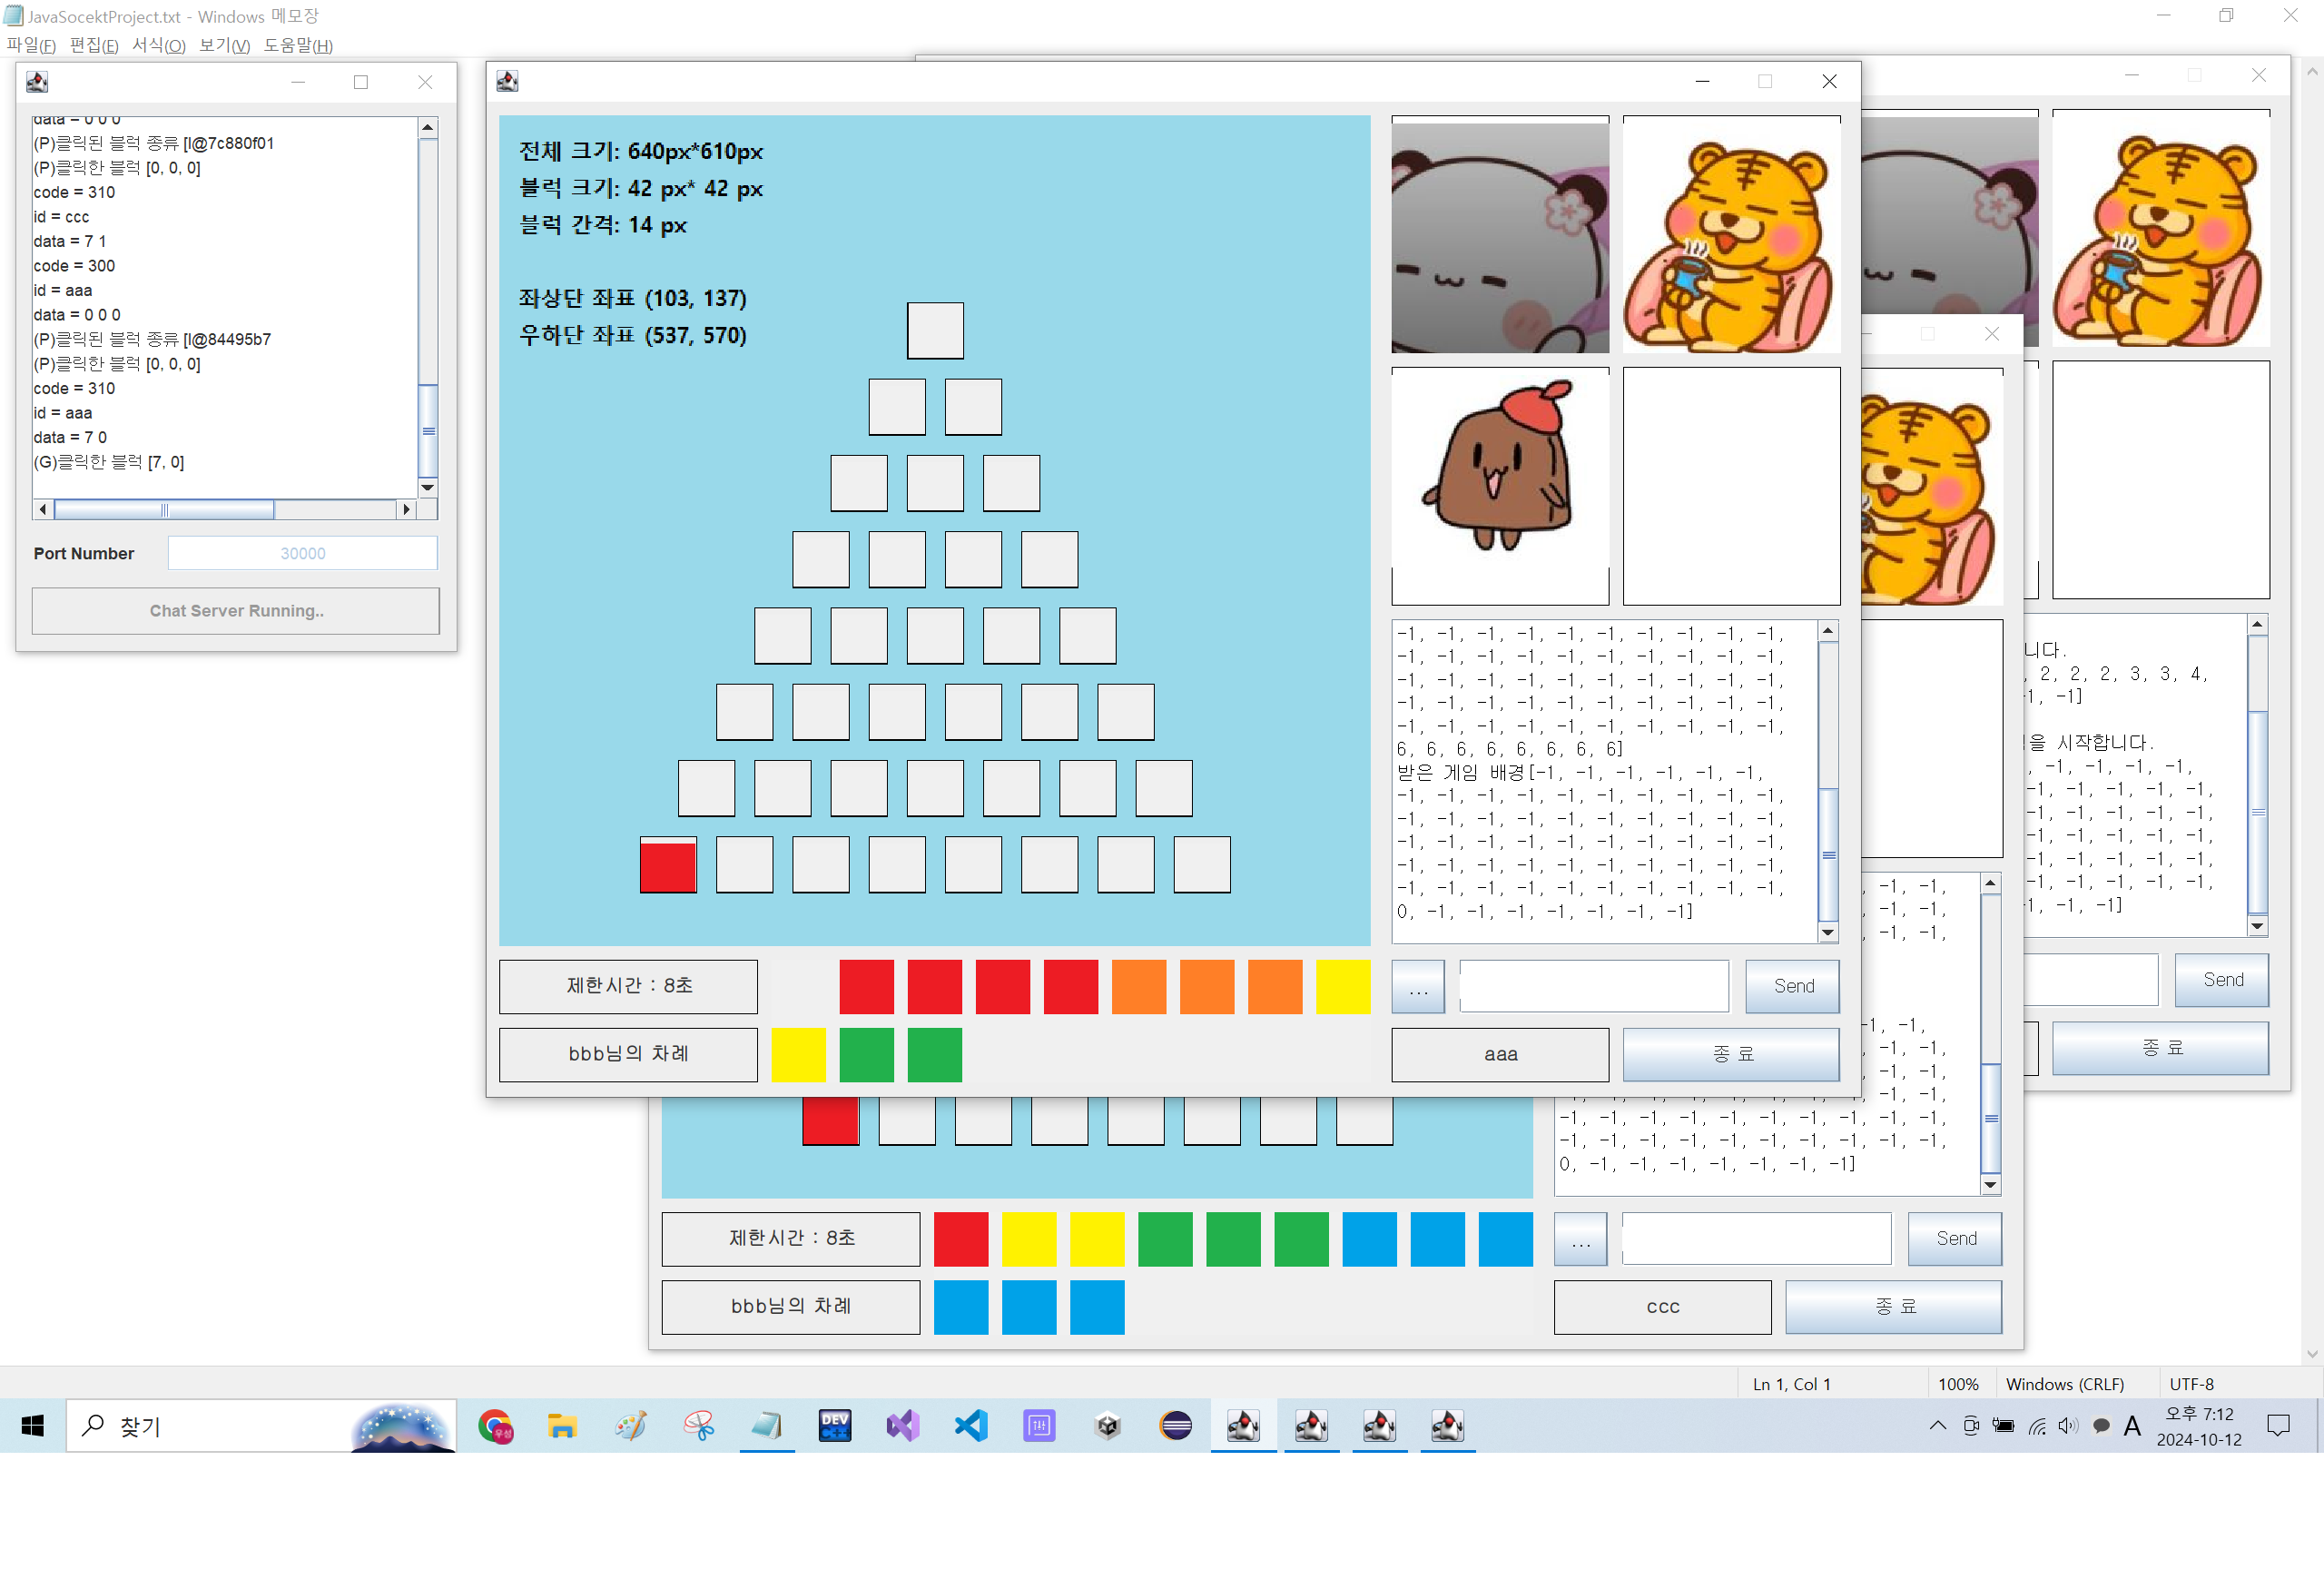 JavaSocektProject.txt - Windows 메모장
파일(F) 편집(E) 서식(O) 보기(V) 도움말(H)
data = 0 0 0
(P)클릭된 블럭 종류 [I@7c880f01
(P)클릭한 블럭 [0, 0, 0]
code = 310
id = ccc
data = 7 1
code = 300
id = aaa
data = 0 0 0
(P)클릭된 블럭 종류 [I@84495b7
(P)클릭한 블럭 [0, 0, 0]
code = 310
id = aaa
data = 7 0
(G)클릭한 블럭 [7, 0]
Port Number 30000
Chat Server Running..
전체 크기: 640px*610px
블럭 크기: 42 px* 42 px
블럭 간격: 14 px
좌상단 좌표 (103, 137)
우하단 좌표 (537, 570)
-1, -1, -1, -1, -1, -1, -1, -1, -1, -1,
-1, -1, -1, -1, -1, -1, -1, -1, -1, -1,
-1, -1, -1, -1, -1, -1, -1, -1, -1, -1,
-1, -1, -1, -1, -1, -1, -1, -1, -1, -1,
-1, -1, -1, -1, -1, -1, -1, -1, -1, -1,
6, 6, 6, 6, 6, 6, 6, 6]
받은 게임 배경[-1, -1, -1, -1, -1, -1,
-1, -1, -1, -1, -1, -1, -1, -1, -1, -1,
-1, -1, -1, -1, -1, -1, -1, -1, -1, -1,
-1, -1, -1, -1, -1, -1, -1, -1, -1, -1,
-1, -1, -1, -1, -1, -1, -1, -1, -1, -1,
-1, -1, -1, -1, -1, -1, -1, -1, -1, -1,
0, -1, -1, -1, -1, -1, -1, -1]
제한시간 : 8초
... Send
bbb님의 차례
aaa
종 료
니다.
, 2, 2, 2, 3, 3, 4,
-1, -1]
을 시작합니다.
, -1, -1, -1, -1,
-1, -1, -1, -1, -1,
-1, -1, -1, -1, -1,
-1, -1, -1, -1, -1,
-1, -1, -1, -1, -1,
-1, -1, -1, -1, -1,
-1, -1, -1]
Send
종 료
, -1, -1,
, -1, -1,
, -1, -1,
-1, -1,
, -1, -1,
, -1, -1,
, -1, -1,
-1, -1, -1, -1, -1, -1, -1, -1, -1, -1,
-1, -1, -1, -1, -1, -1, -1, -1, -1, -1,
0, -1, -1, -1, -1, -1, -1, -1]
제한시간 : 8초
... Send
bbb님의 차례
ccc
종 료
Ln 1, Col 1 100% Windows (CRLF) UTF-8
찾기
우성
DEV C++
A
오후 7:12
2024-10-12